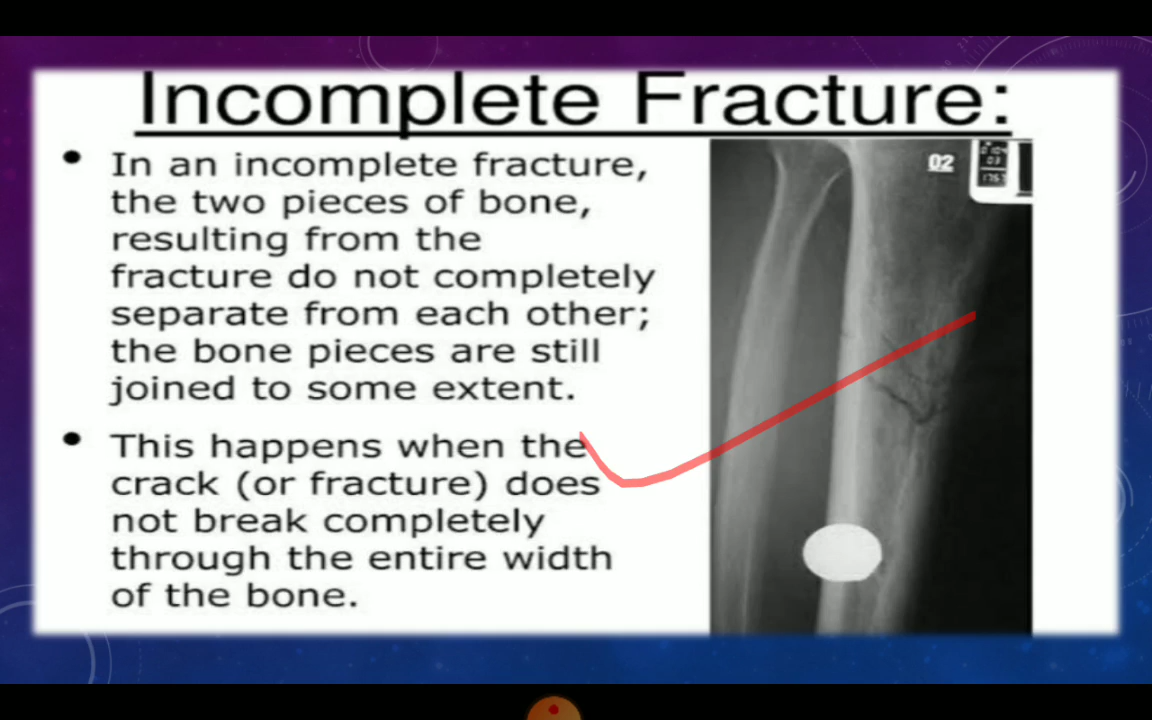 Incomplete Fracture:
• In an incomplete fracture,
the two pieces of bone,
resulting from the
fracture do not completely
separate from each other;
the bone pieces are still
joined to some extent.
• This happens when the
crack (or fracture) does
not break completely
through the entire width
of the bone.
02